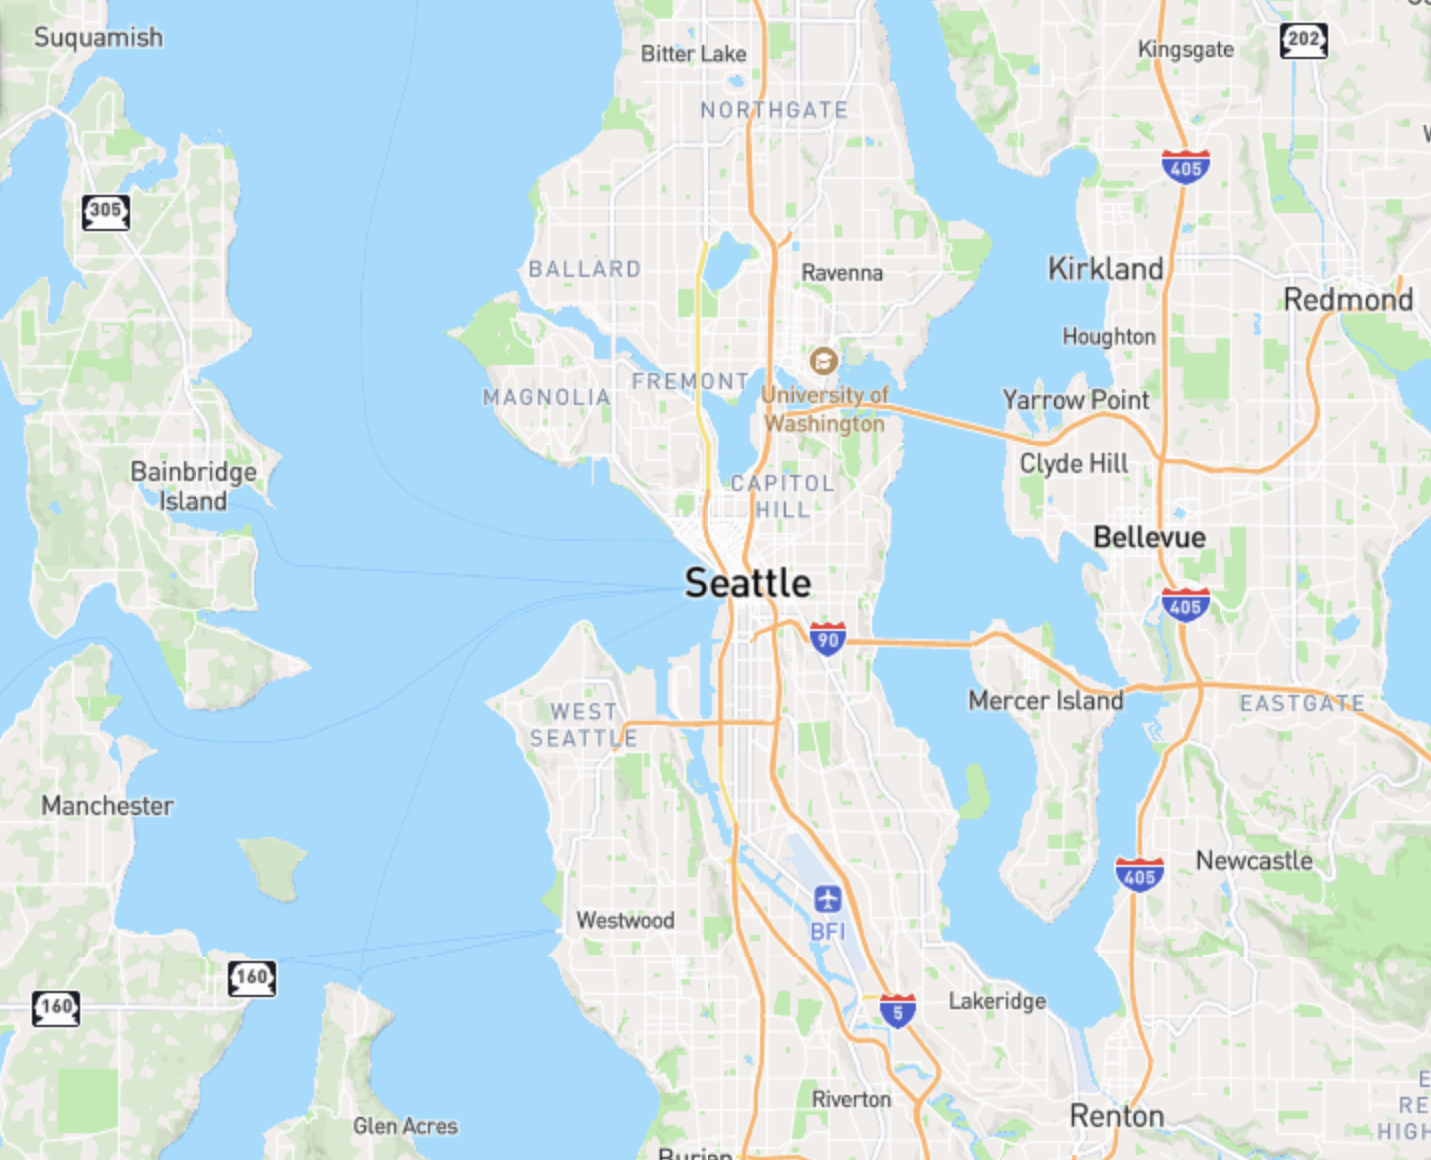 Suquamish
Bitter Lake
Kingsgate
202
NORTHGATE
405
305
Kirkland
BALLARD
Ravenna
Redmond
Houghton
FREMONT
MAGNOLIA
University of
Washington
Yarrow Point
Clyde Hill
Bainbridge
Island
CAPITOL
HILL
Bellevue
Seattle
405
90
Mercer Island
EASTGATE
WEST
SEATTLE
Manchester
Newcastle
405
BFI
Westwood
160
160
5
Lakeridge
Riverton
Renton
Glen Acres
RE
HIGH
Burien